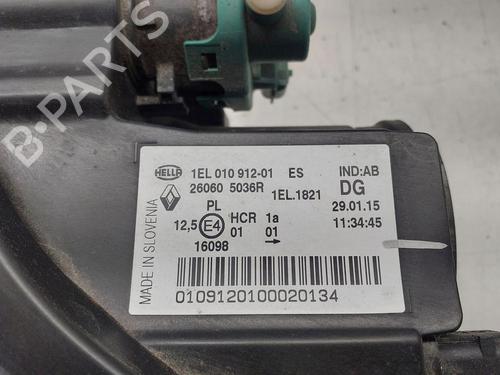 B-PARTS
HELLA 1EL 010 912-01 ES IND:AB
26060 5036R 1EL.1821 DG
PL 29.01.15
12,5 E4 HCR 1a 11:34:45
01 01
16098
MADE IN SLOVENIA
0109120100020134